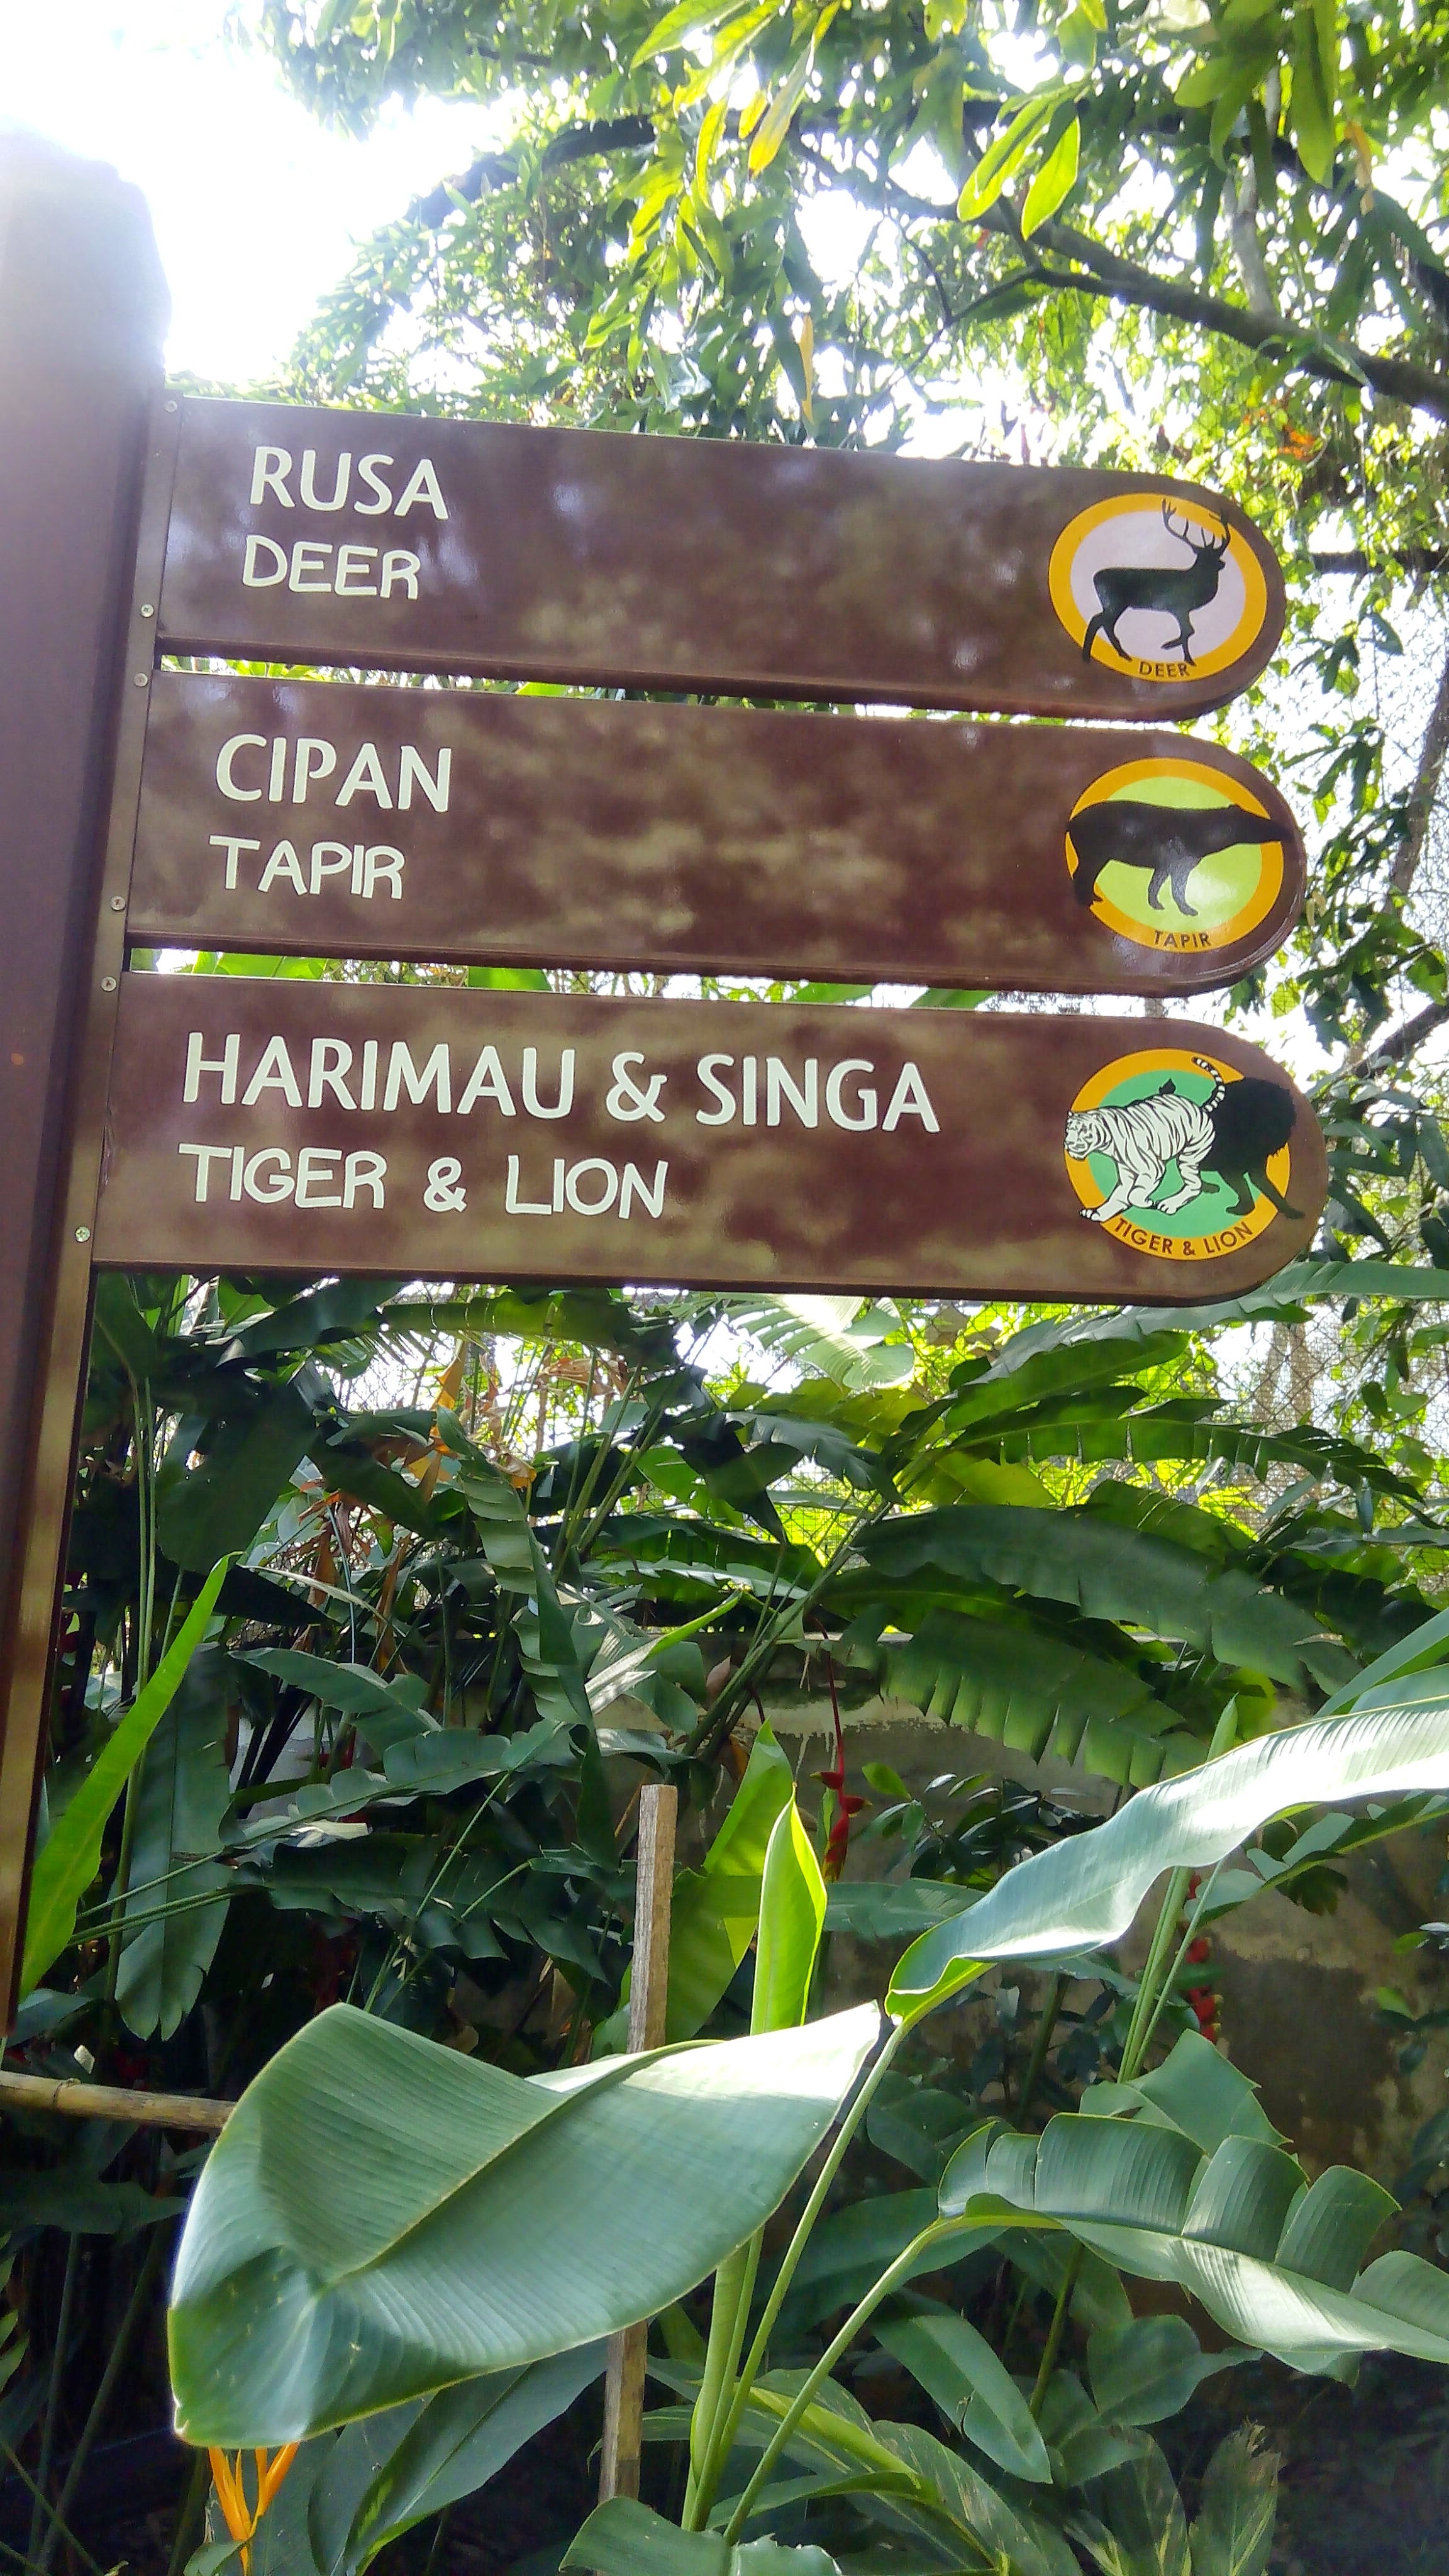 RUSA
DEER
DEER
CIPAN
TAPIR
TAPIR
HARIMAU & SINGA
TIGER & LION
TIGER & LION